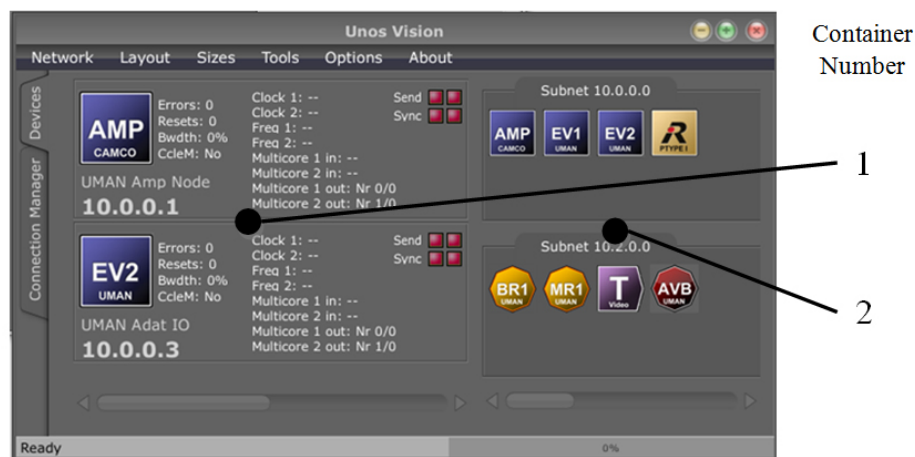 Unos Vision
Network Layout Sizes Tools Options About
Container
Number
Devices
Connection Manager
AMP
CAMCO
Errors: 0
Resets: 0
Bwdth: 0%
CcleM: No
Clock 1: --
Clock 2: --
Freq 1: --
Freq 2: --
Multicore 1 in: --
Multicore 2 in: --
Multicore 1 out: Nr 0/0
Multicore 2 out: Nr 1/0
Send
Sync
UMAN Amp Node
10.0.0.1
EV2
UMAN
Errors: 0
Resets: 0
Bwdth: 0%
CcleM: No
Clock 1: --
Clock 2: --
Freq 1: --
Freq 2: --
Multicore 1 in: --
Multicore 2 in: --
Multicore 1 out: Nr 0/0
Multicore 2 out: Nr 1/0
Send
Sync
UMAN Adat IO
10.0.0.3
Subnet 10.0.0.0
AMP
CAMCO
EV1
UMAN
EV2
UMAN
R
PTYPE I
1
Subnet 10.2.0.0
BR1
UMAN
MR1
UMAN
T
Video
AVB
UMAN
2
Ready
0%